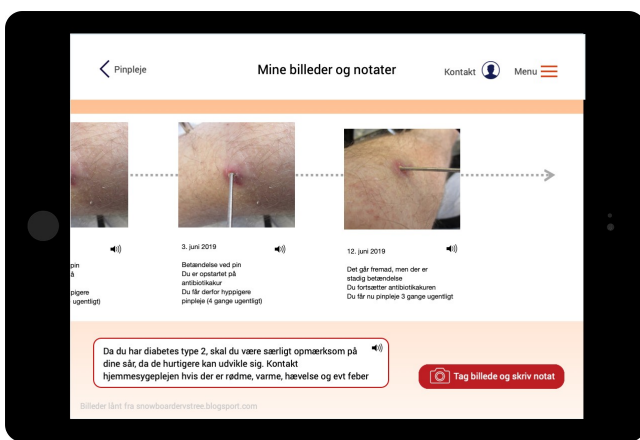 Pinpleje
Mine billeder og notater
Kontakt
Menu
pin
å
pigere
ugentligt)
3. juni 2019
Betændelse ved pin
Du er opstartet på
antibiotikakur
Du får derfor hyppigere
pinpleje (4 gange ugentligt)
12. juni 2019
Det går fremad, men der er
stadig betændelse
Du fortsætter antibiotikakuren
Du får nu pinpleje 3 gange ugentligt
Da du har diabetes type 2, skal du være særligt opmærksom på
dine sår, da de hurtigere kan udvikle sig. Kontakt
hjemmesygeplejen hvis der er rødme, varme, hævelse og evt feber
Tag billede og skriv notat
Billeder lånt fra snowboardervstree.blogsport.com